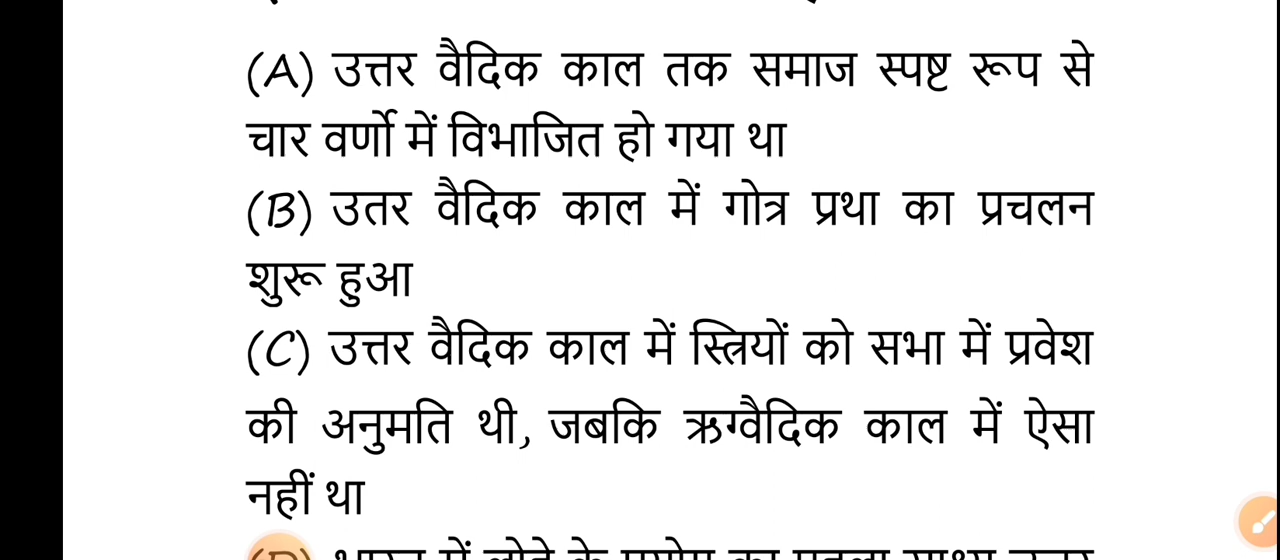 (A) उत्तर वैदिक काल तक समाज स्पष्ट रूप से
चार वर्णो में विभाजित हो गया था
(B) उतर वैदिक काल में गोत्र प्रथा का प्रचलन
शुरू हुआ
(C) उत्तर वैदिक काल में स्त्रियों को सभा में प्रवेश
की अनुमति थी, जबकि ऋग्वैदिक काल में ऐसा
नहीं था